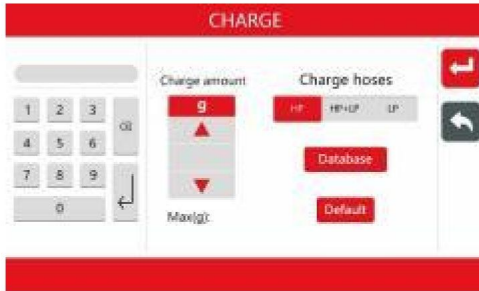 CHARGE
Charge amount
Charge hoses
1 2 3
9
HP HP+LP LP
4 5 6
Database
7 8 9
0
Max(g):
Default